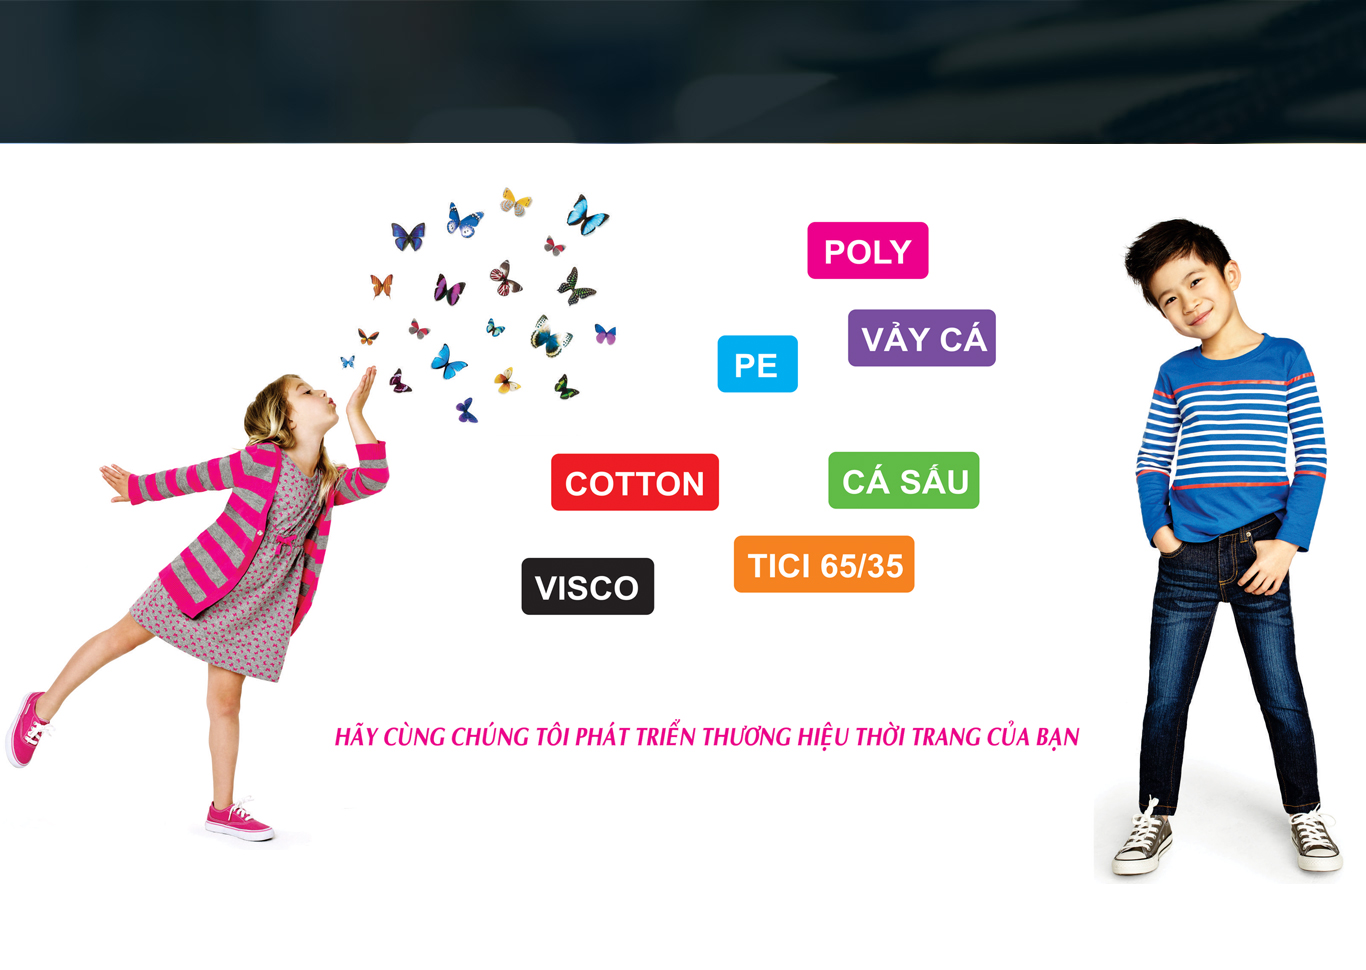 POLY
VẢY CÁ
PE
COTTON
CÁ SẤU
TICI 65/35
VISCO
HÃY CÙNG CHÚNG TÔI PHÁT TRIỂN THƯƠNG HIỆU THỜI TRANG CỦA BẠN